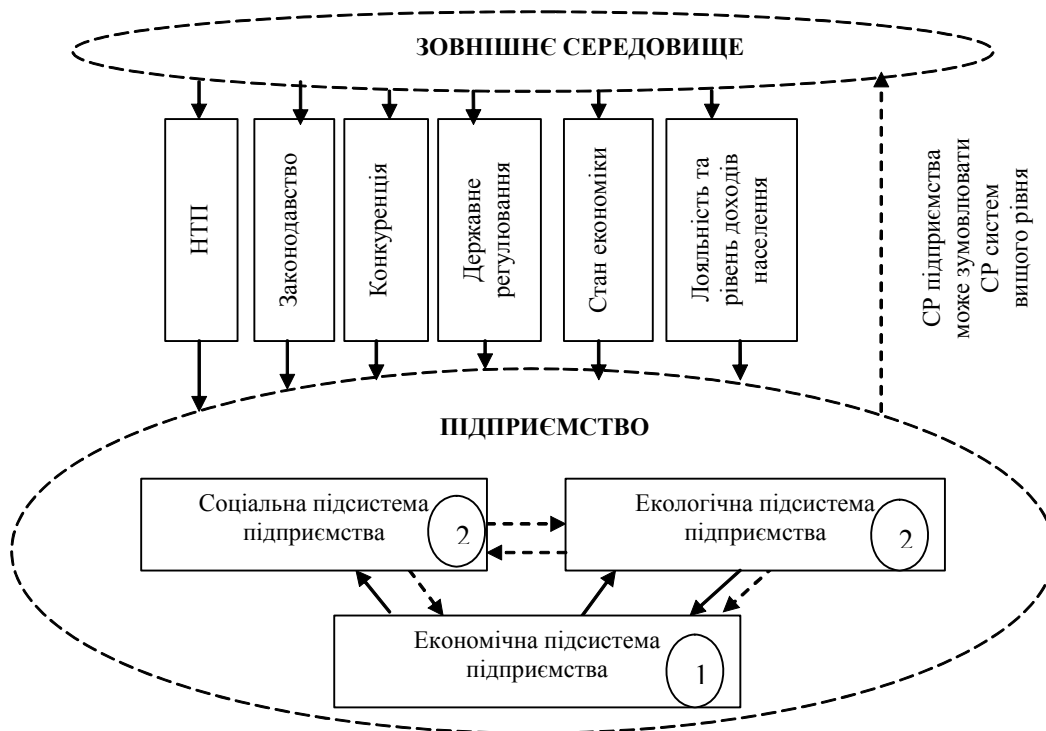 ЗОВНІШНЄ СЕРЕДОВИЩЕ
НТП
Законодавство
Конкуренція
Державне
регулювання
Стан економіки
Лояльність та
рівень доходів
населення
СР підприємства
може зумовлювати
СР систем
вищого рівня
ПІДПРИЄМСТВО
Соціальна підсистема
підприємства
2
Екологічна підсистема
підприємства
2
Економічна підсистема
підприємства
1